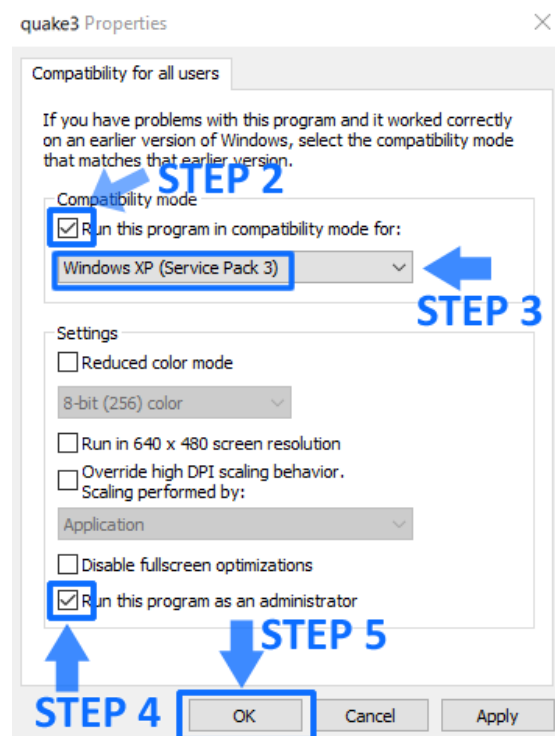 quake3 Properties
Compatibility for all users
If you have problems with this program and it worked correctly
on an earlier version of Windows, select the compatibility mode
that matches that earlier version.
STEP 2
Compatibility mode
Run this program in compatibility mode for:
Windows XP (Service Pack 3)
STEP 3
Settings
Reduced color mode
8-bit (256) color
Run in 640 x 480 screen resolution
Override high DPI scaling behavior.
Scaling performed by:
Application
Disable fullscreen optimizations
Run this program as an administrator
STEP 5
STEP 4
OK
Cancel
Apply